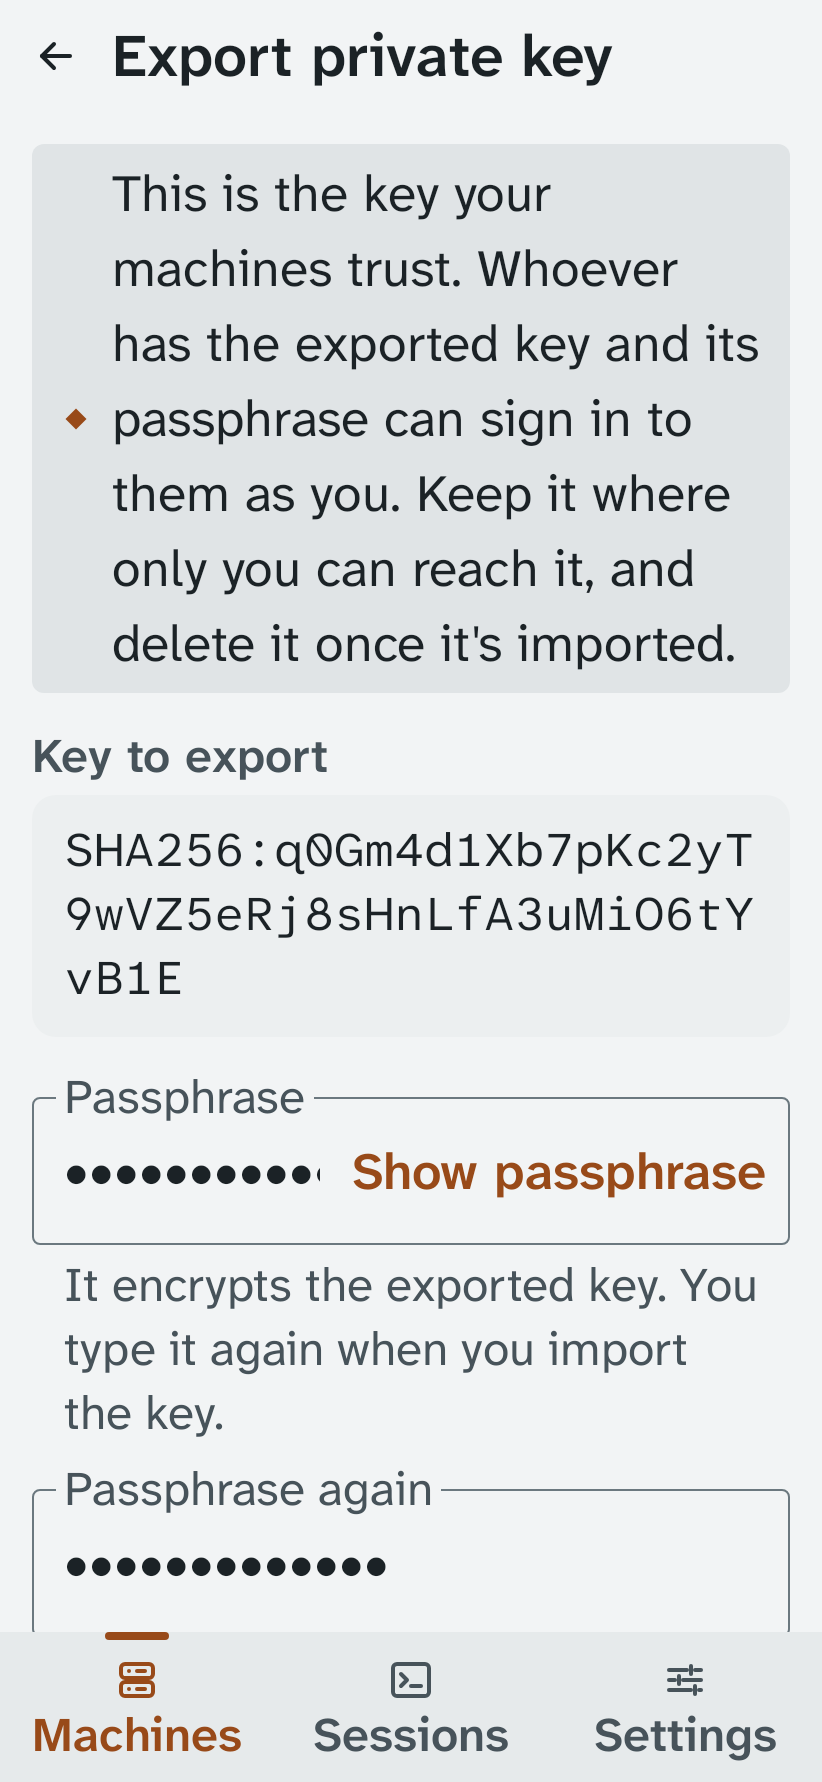 Export private key
This is the key your
machines trust. Whoever
has the exported key and its
passphrase can sign in to
them as you. Keep it where
only you can reach it, and
delete it once it's imported.
Key to export
SHA256:q0Gm4d1Xb7pKc2yT
9wVZ5eRj8sHnLfA3uMiO6tY
vB1E
Passphrase
Show passphrase
It encrypts the exported key. You
type it again when you import
the key.
Passphrase again
Machines
Sessions
Settings